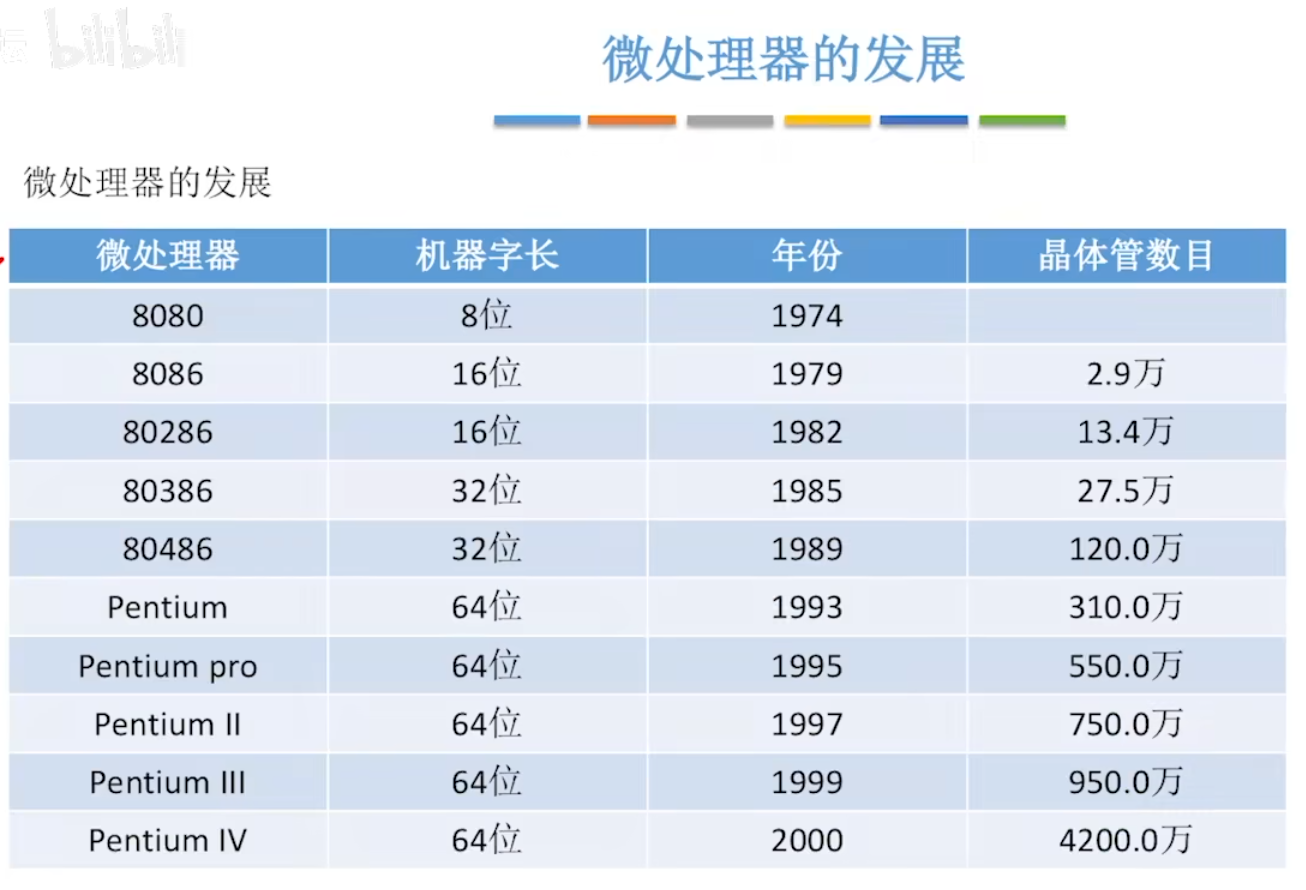 bilibili
微处理器的发展
微处理器的发展
微处理器 机器字长 年份 晶体管数目
8080 8位 1974
8086 16位 1979 2.9万
80286 16位 1982 13.4万
80386 32位 1985 27.5万
80486 32位 1989 120.0万
Pentium 64位 1993 310.0万
Pentium pro 64位 1995 550.0万
Pentium II 64位 1997 750.0万
Pentium III 64位 1999 950.0万
Pentium IV 64位 2000 4200.0万